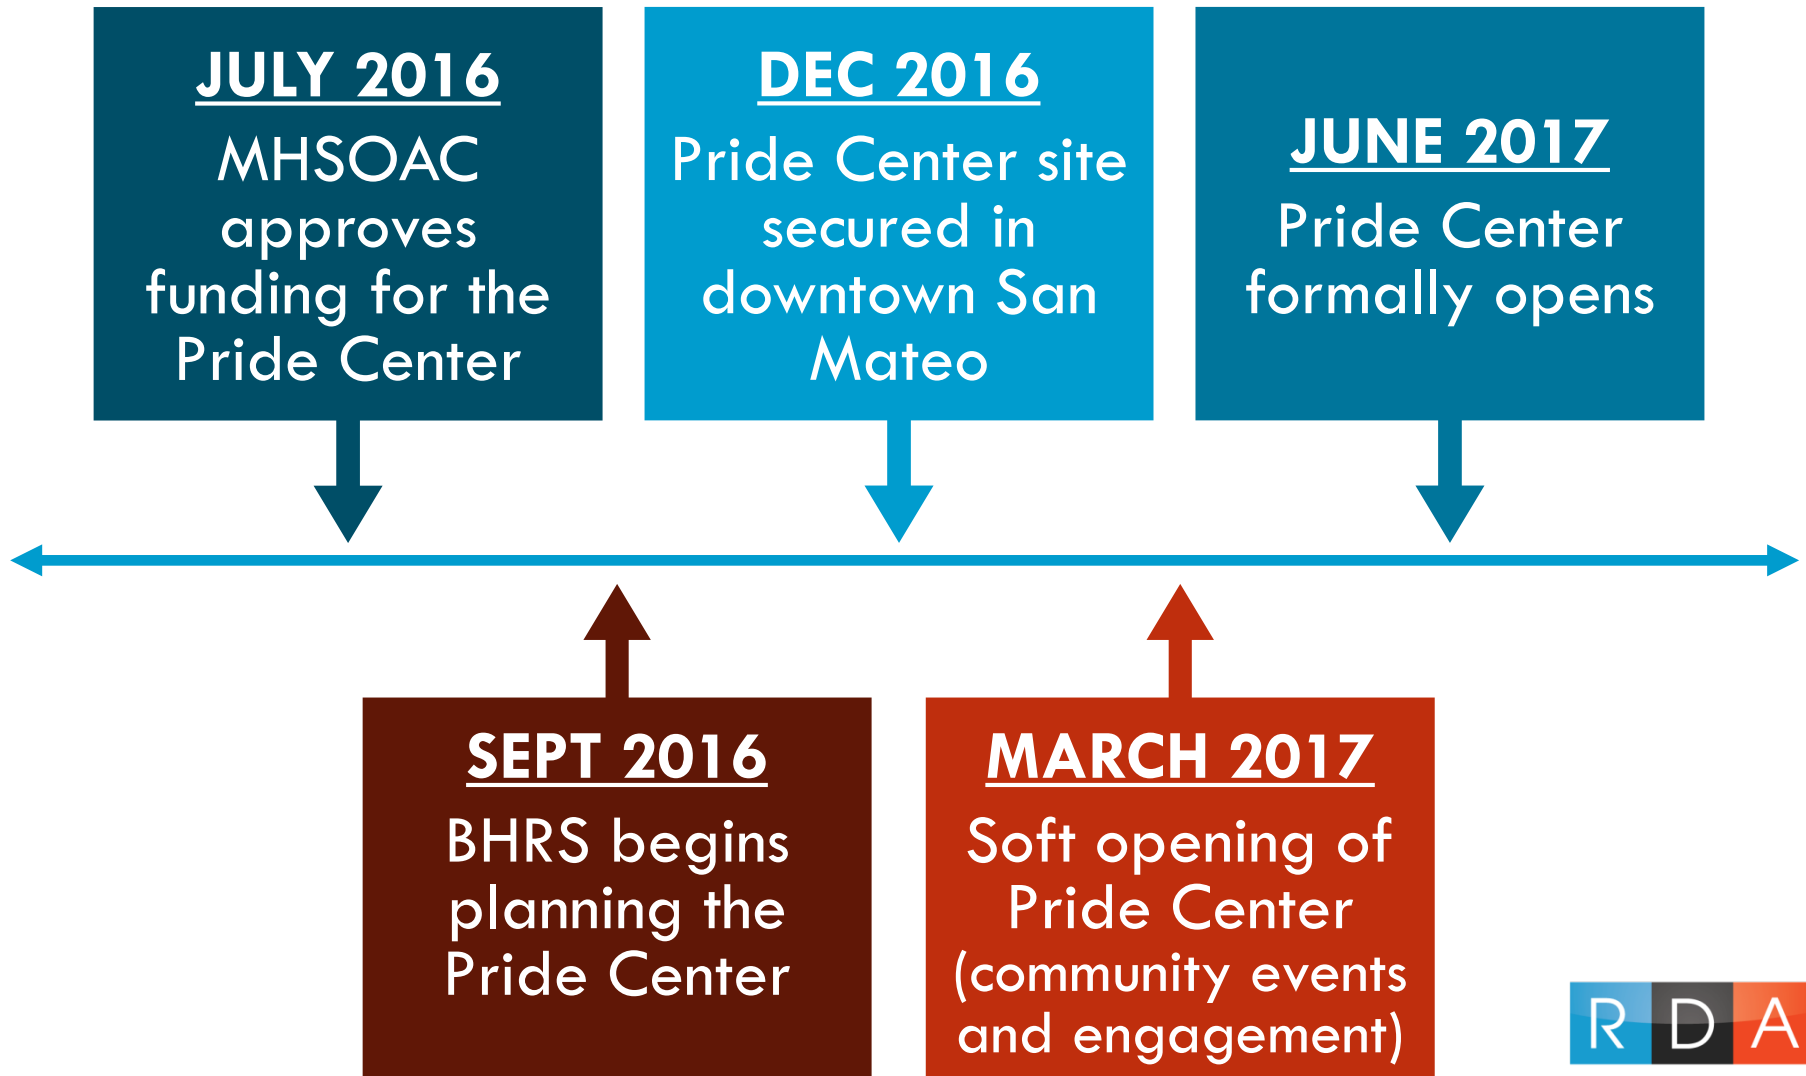 JULY 2016
MHSOAC
approves
funding for the
Pride Center
DEC 2016
Pride Center site
secured in
downtown San
Mateo
JUNE 2017
Pride Center
formally opens
SEPT 2016
BHRS begins
planning the
Pride Center
MARCH 2017
Soft opening of
Pride Center
(community events
and engagement)
R D A